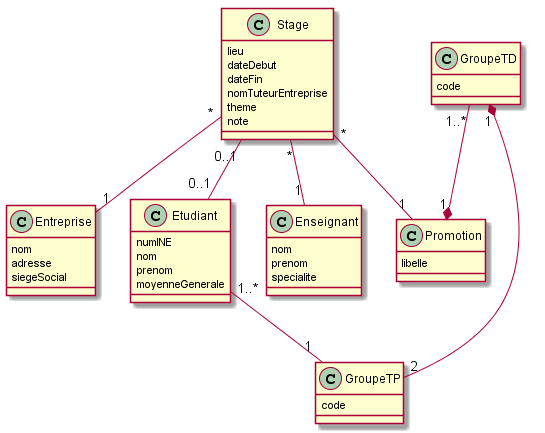 C Stage
lieu
dateDebut
dateFin
nomTuteurEntreprise
theme
note
C GroupeTD
code
* 0..1 * * 1..* 1
1 0..1 1 1 1
C Entreprise
nom
adresse
siegeSocial
C Etudiant
numINE
nom
prenom
moyenneGenerale
C Enseignant
nom
prenom
specialite
C Promotion
libelle
1..*
1 2
C GroupeTP
code